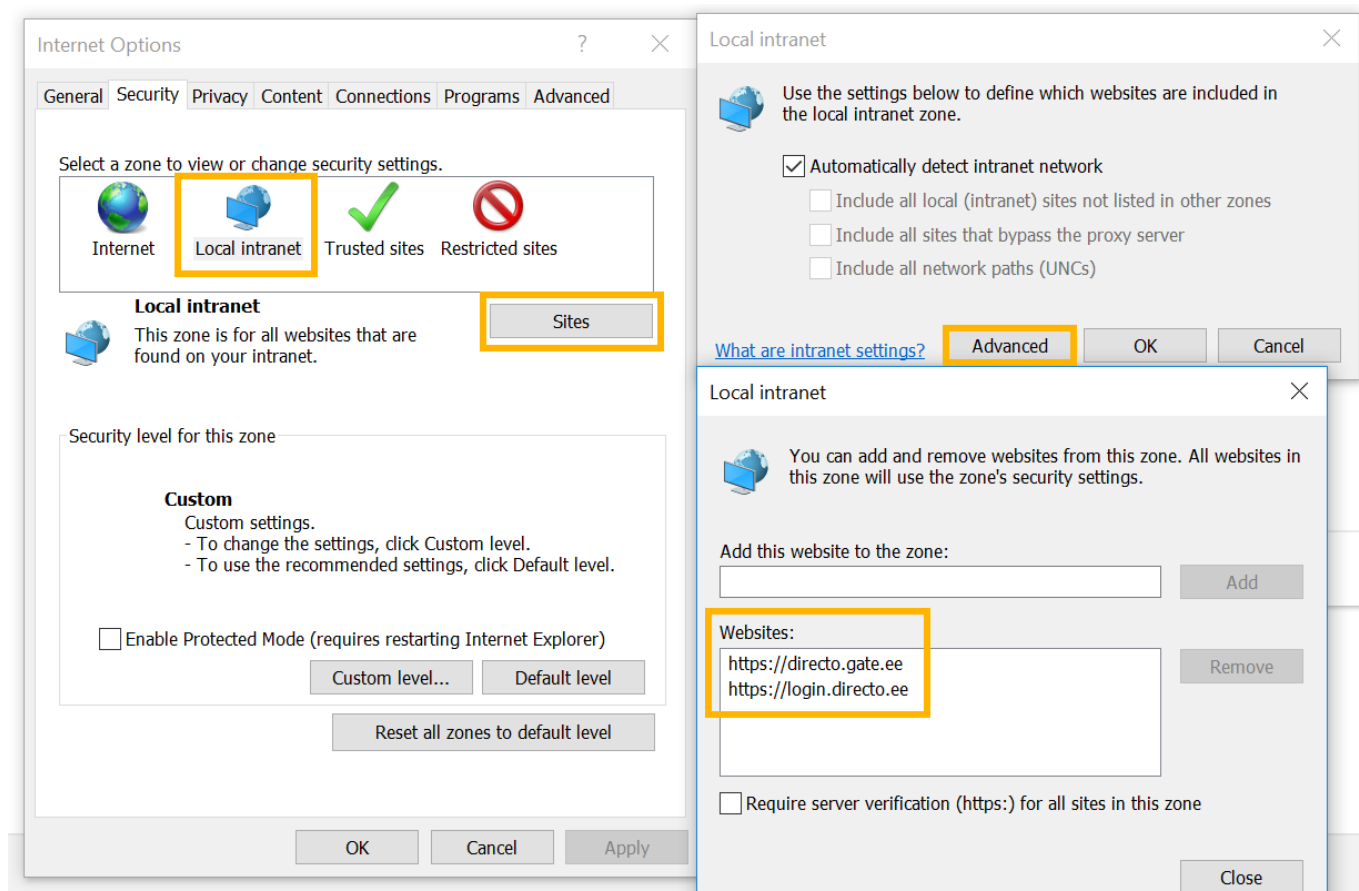 Internet Options
?
General Security Privacy Content Connections Programs Advanced
Select a zone to view or change security settings.
Internet
Local intranet
Trusted sites
Restricted sites
Local intranet
This zone is for all websites that are
found on your intranet.
Sites
Security level for this zone
Custom
Custom settings.
- To change the settings, click Custom level.
- To use the recommended settings, click Default level.
Enable Protected Mode (requires restarting Internet Explorer)
Custom level...
Default level
Reset all zones to default level
OK
Cancel
Apply
Local intranet
Use the settings below to define which websites are included in
the local intranet zone.
Automatically detect intranet network
Include all local (intranet) sites not listed in other zones
Include all sites that bypass the proxy server
Include all network paths (UNCs)
What are intranet settings?
Advanced
OK
Cancel
Local intranet
You can add and remove websites from this zone. All websites in
this zone will use the zone's security settings.
Add this website to the zone:
Add
Websites:
https://directo.gate.ee
https://login.directo.ee
Remove
Require server verification (https:) for all sites in this zone
Close